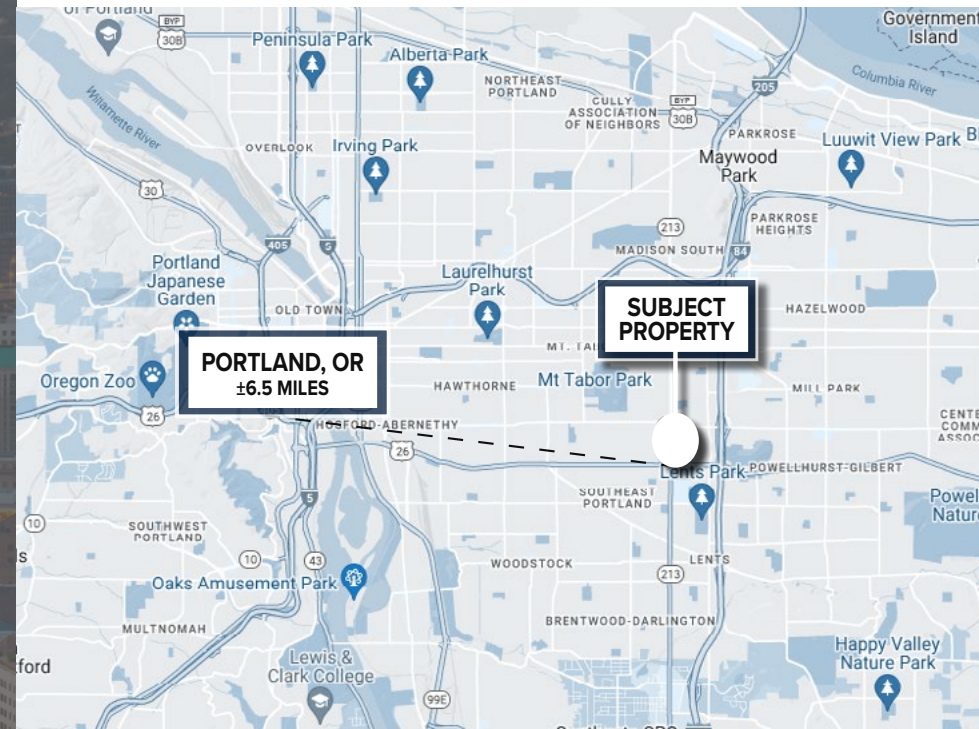 of Portland
BYP
30B
Peninsula Park
Alberta Park
Government
Island
Columbia River
205
NORTHEAST
PORTLAND
CULLY
ASSOCIATION
OF NEIGHBORS
BYP
30B
PARKROSE
Luuwit View Park
Maywood
Park
Willamette River
OVERLOOK
Irving Park
30
213
PARKROSE
HEIGHTS
MADISON SOUTH
84
405
5
Portland
Japanese
Garden
Laurelhurst
Park
OLD TOWN
SUBJECT
PROPERTY
HAZELWOOD
PORTLAND, OR
±6.5 MILES
Oregon Zoo
26
HAWTHORNE
Mt Tabor Park
MILL PARK
HOSFORD-ABERNETHY
26
Lents Park
POWELLHURST-GILBERT
SOUTHEAST
PORTLAND
5
10
SOUTHWEST
PORTLAND
10
43
WOODSTOCK
LENTS
213
Oaks Amusement Park
BRENTWOOD-DARLINGTON
MULTNOMAH
Happy Valley
Nature Park
Lewis &
Clark College
99E